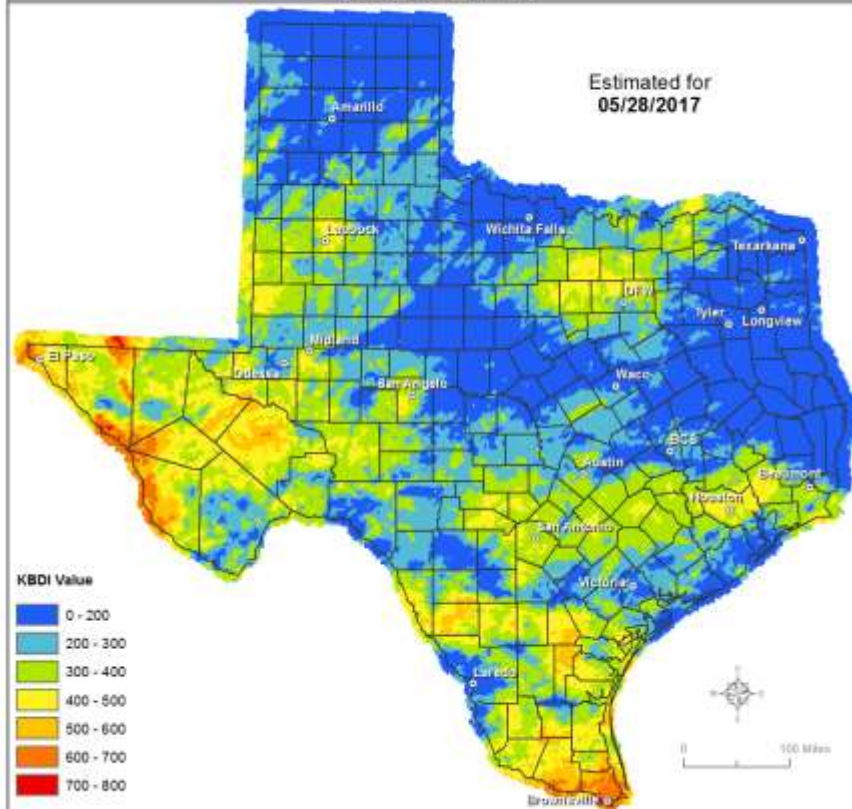 Estimated for
05/28/2017
Amarillo
Lubbock
Wichita Falls
Texarkana
DFW
Tyler
Longview
El Paso
Midland
Odessa
San Angelo
Waco
BCS
Austin
Beaumont
Houston
San Antonio
Victoria
Laredo
Brownsville
KBDI Value
0 - 200
200 - 300
300 - 400
400 - 500
500 - 600
600 - 700
700 - 800
0 100 Miles